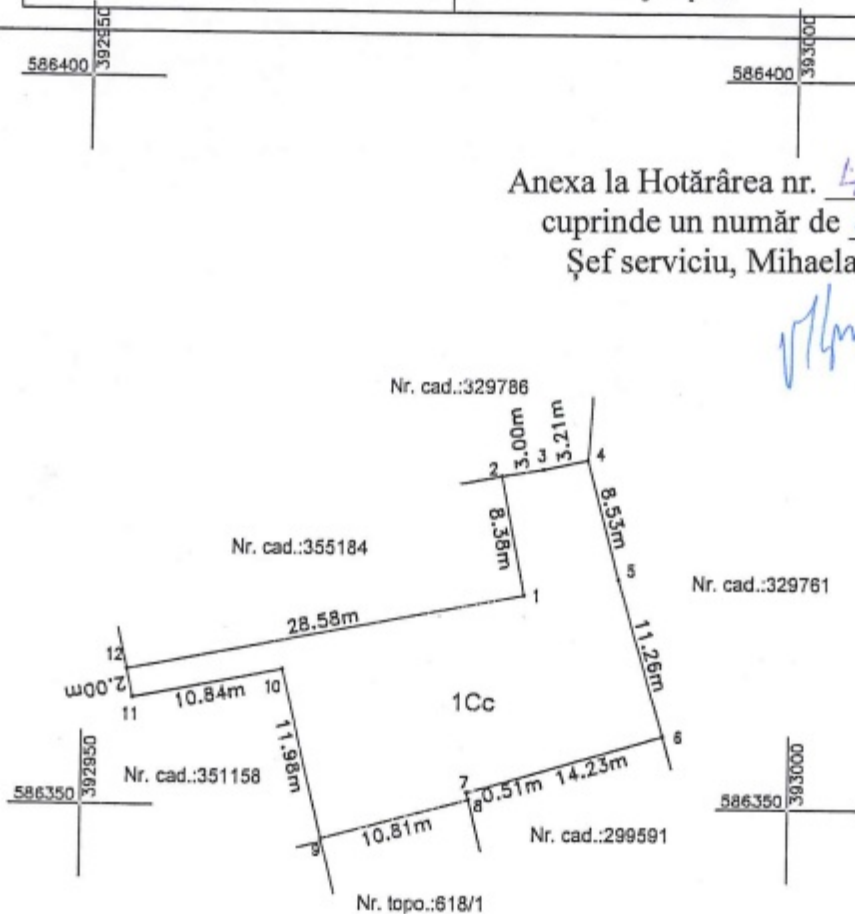 392950
586400
393000
586400
Anexa la Hotărârea nr.
cuprinde un număr de
Șef serviciu, Mihaela
Nr. cad.:329786
3.00m
3.21m
2
3
4
8.38m
8.53m
Nr. cad.:355184
5
Nr. cad.:329761
1
28.58m
11.26m
12
2.00m
11
10.84m
10
1Cc
6
11.98m
392950
586350
Nr. cad.:351158
7
8
0.51m
14.23m
393000
586350
10.81m
Nr. cad.:299591
9
Nr. topo.:618/1